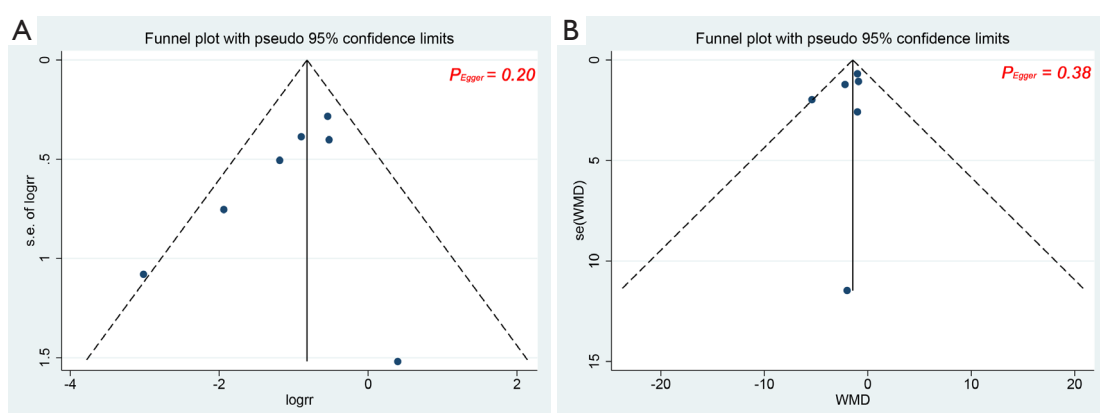 A
Funnel plot with pseudo 95% confidence limits
P Egger = 0.20
0
.5
1
1.5
s.e. of logrr
-4 -2 0 2
logrr
B
Funnel plot with pseudo 95% confidence limits
P Egger = 0.38
0
5
10
15
se(WMD)
-20 -10 0 10 20
WMD